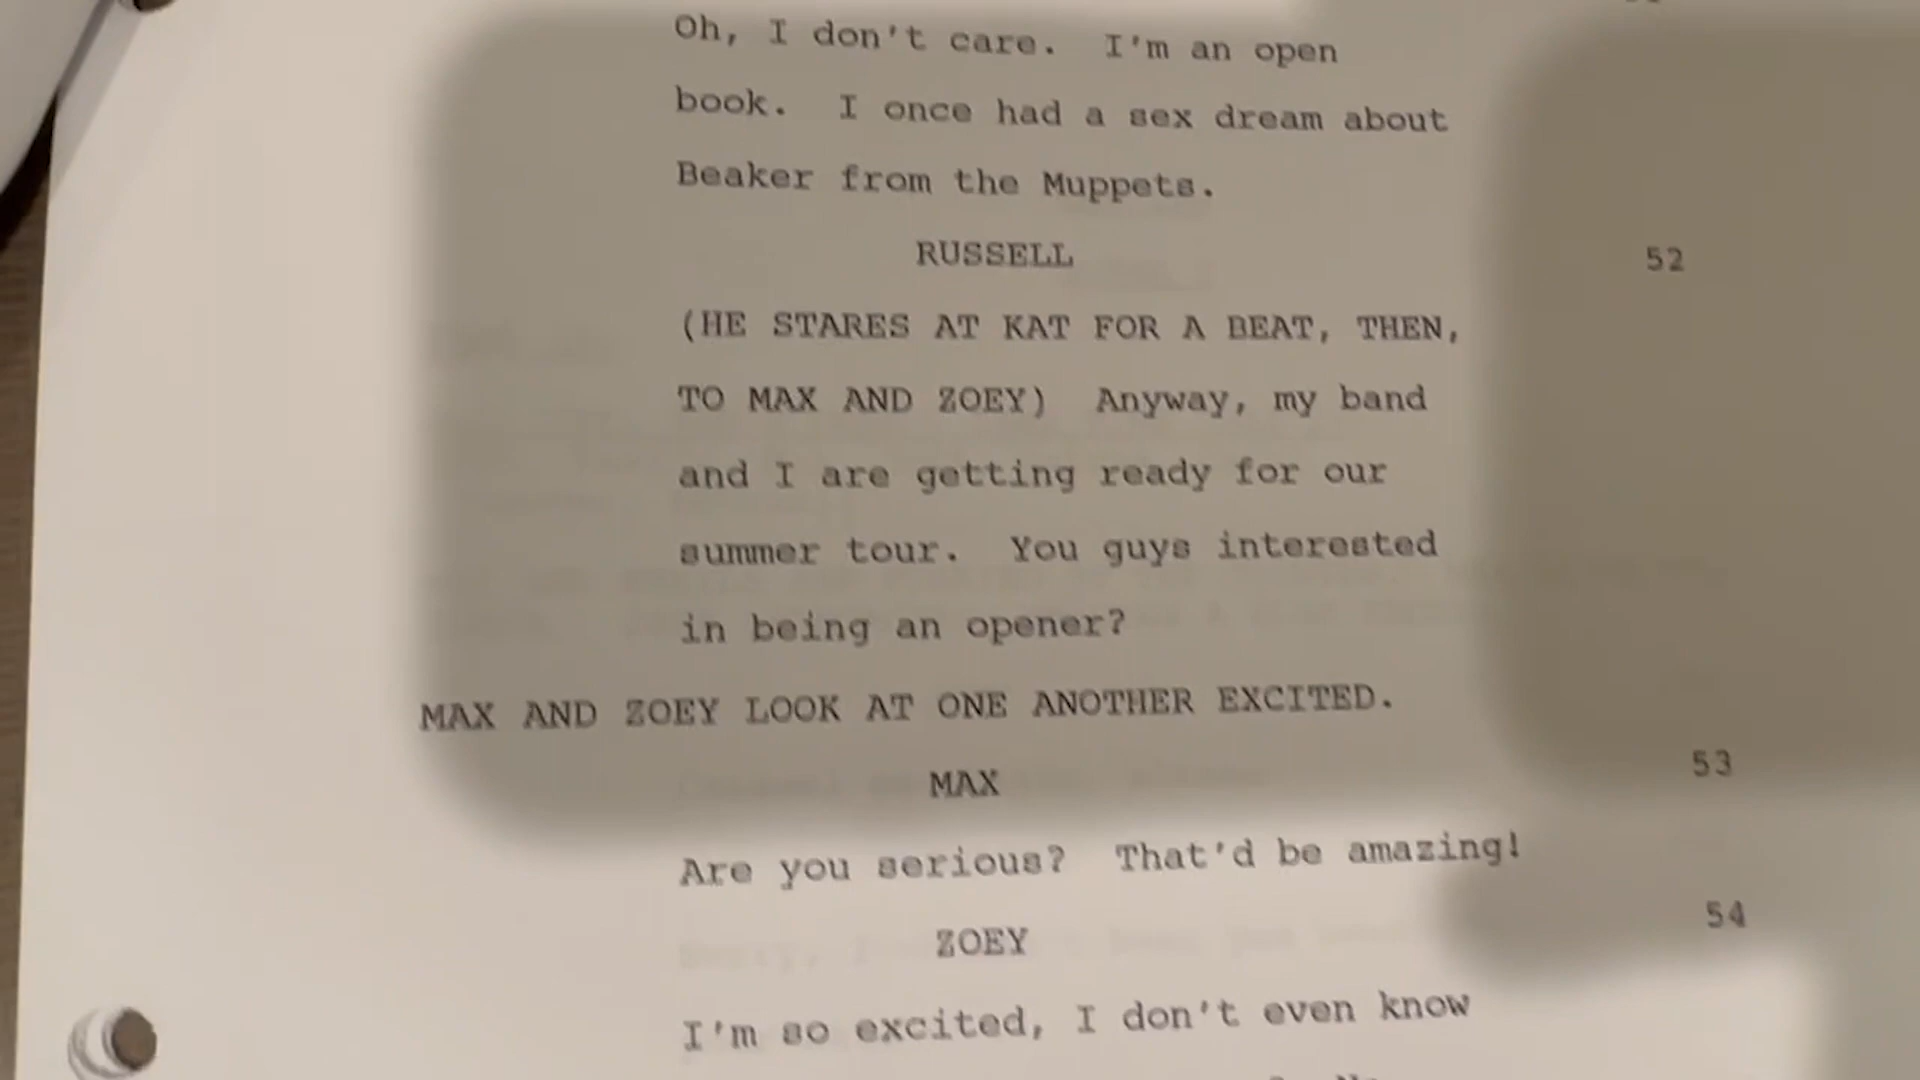 Oh, I don't care. I'm an open
book. I once had a sex dream about
Beaker from the Muppets.
RUSSELL 52
(HE STARES AT KAT FOR A BEAT, THEN,
TO MAX AND ZOEY) Anyway, my band
and I are getting ready for our
summer tour. You guys interested
in being an opener?
MAX AND ZOEY LOOK AT ONE ANOTHER EXCITED.
MAX 53
Are you serious? That'd be amazing!
ZOEY 54
I'm so excited, I don't even know